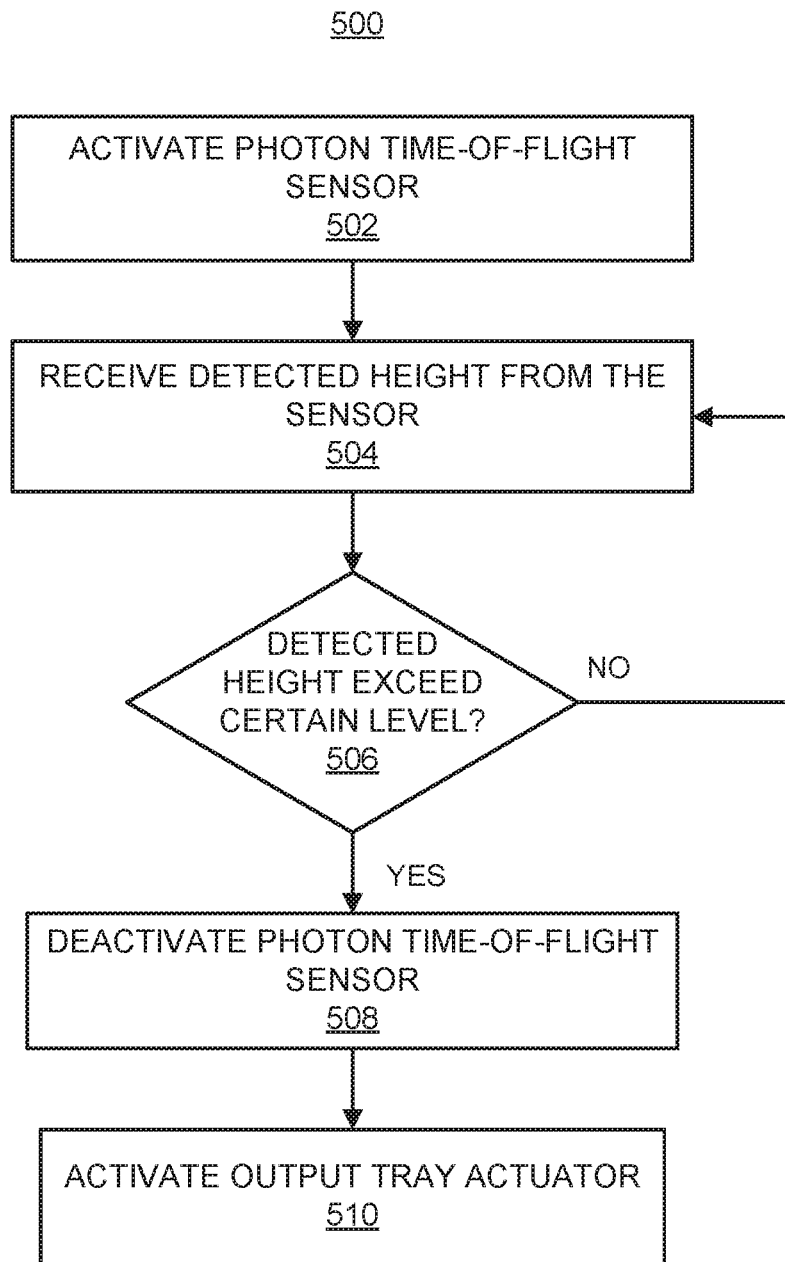 500
ACTIVATE PHOTON TIME-OF-FLIGHT
SENSOR
502
RECEIVE DETECTED HEIGHT FROM THE
SENSOR
504
DETECTED
HEIGHT EXCEED
CERTAIN LEVEL?
506
NO
YES
DEACTIVATE PHOTON TIME-OF-FLIGHT
SENSOR
508
ACTIVATE OUTPUT TRAY ACTUATOR
510